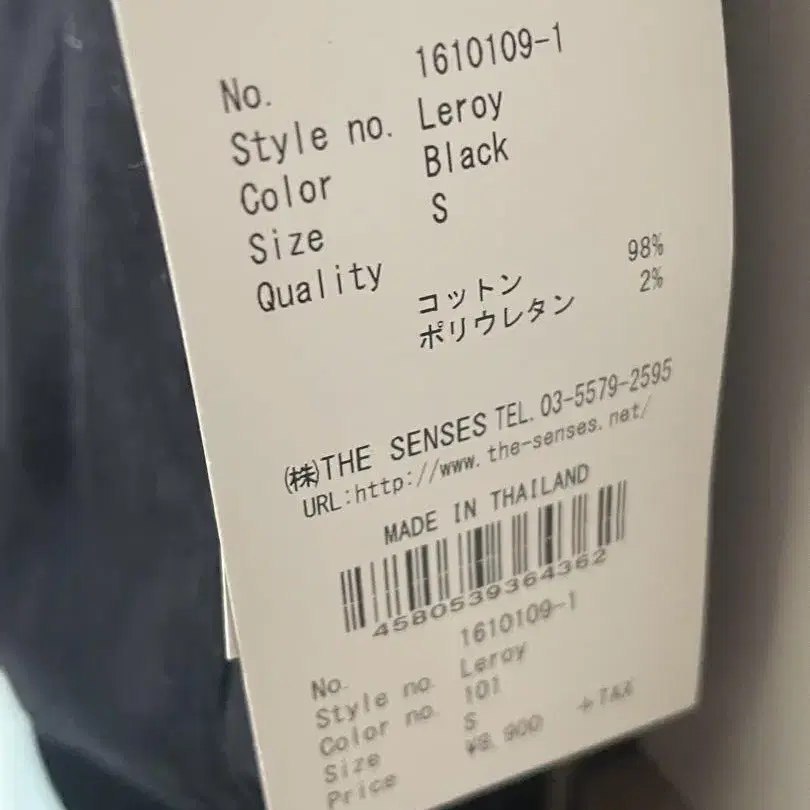 No. 1610109-1
Style no. Leroy
Color Black
Size S
Quality
コットン 98%
ポリウレタン 2%
㈱THE SENSES TEL. 03-5579-2595
URL:http://www.the-senses.net/
MADE IN THAILAND
4580539364362
No. 1610109-1
Style no. Leroy
Color no. 101
Size S
Price ¥8,900 +TAX